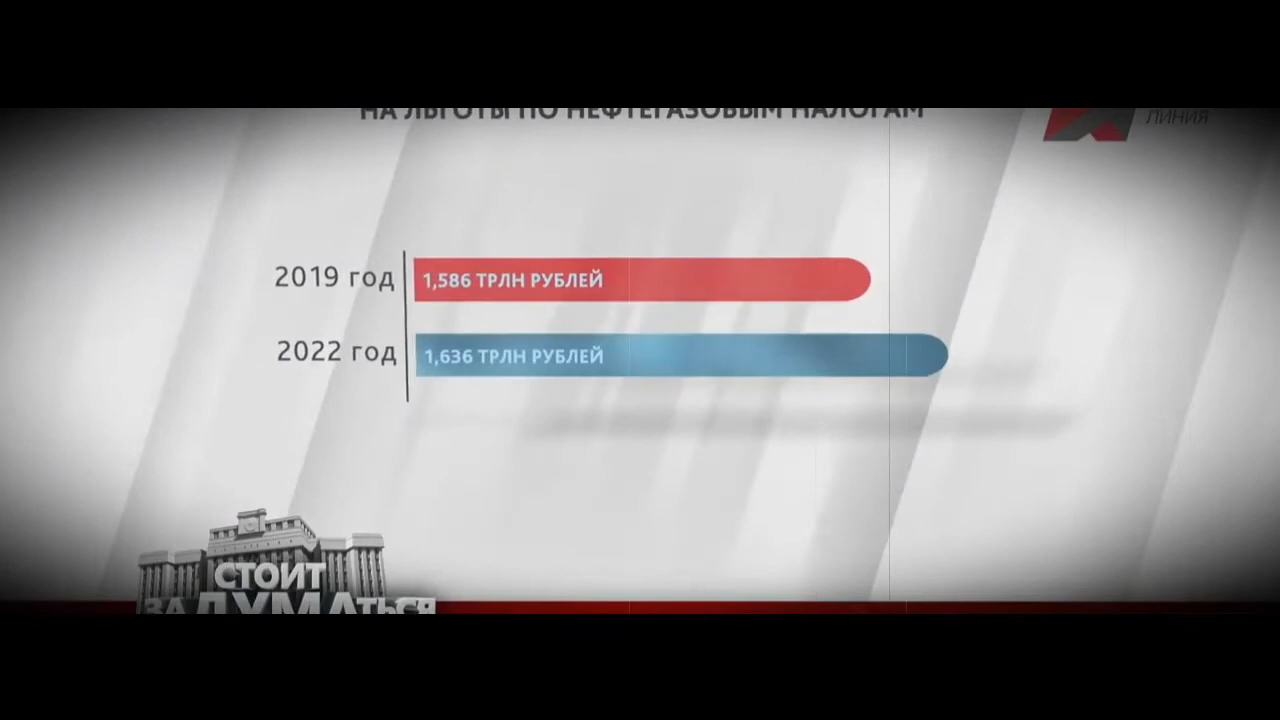 НА ЛЬГОТЫ ПО НЕФТЕГАЗОВЫМ НАЛОГАМ
ЛИНИЯ
2019 год
1,586 ТРЛН РУБЛЕЙ
2022 год
1,636 ТРЛН РУБЛЕЙ
СТОИТ
ЗАДУМАТЬСЯ